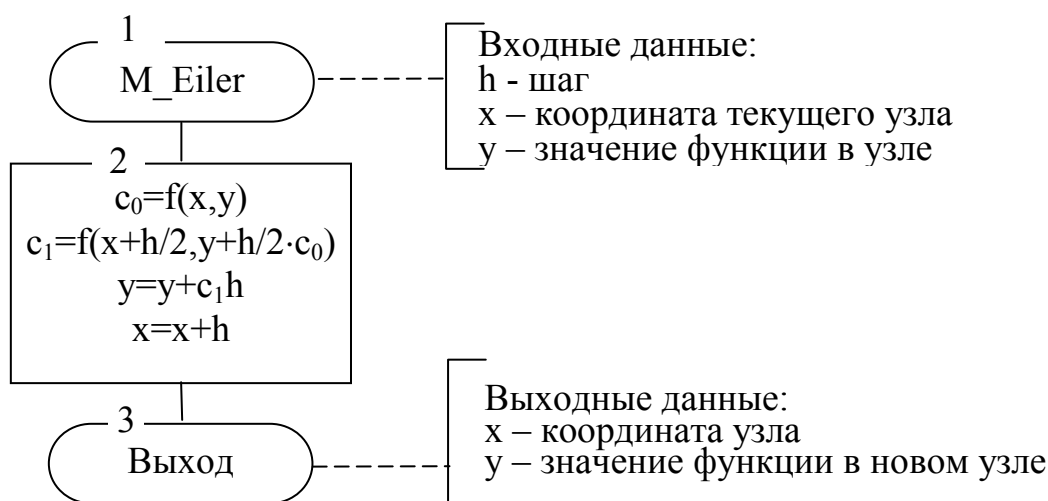 1
M_Eiler
Входные данные:
h - шаг
x – координата текущего узла
y – значение функции в узле
2
c₀=f(x,y)
c₁=f(x+h/2,y+h/2·c₀)
y=y+c₁h
x=x+h
3
Выход
Выходные данные:
x – координата узла
y – значение функции в новом узле